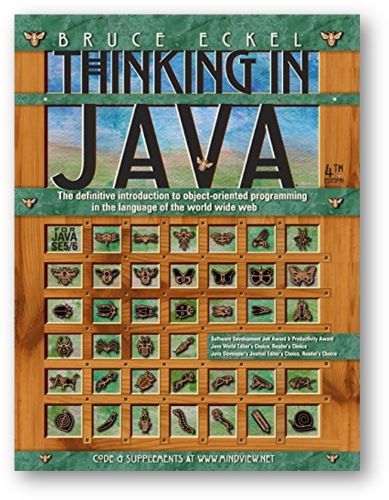 BRUCE ECKEL
THINKING IN
JAVA
4TH
EDITION
The definitive introduction to object-oriented programming
in the language of the world wide web
FOR
JAVA
SE5/6
Software Development Jolt Award & Productivity Award
Java World Editor's Choice, Reader's Choice
Java Developer's Journal Editor's Choice, Reader's Choice
CODE & SUPPLEMENTS AT WWW.MINDVIEW.NET